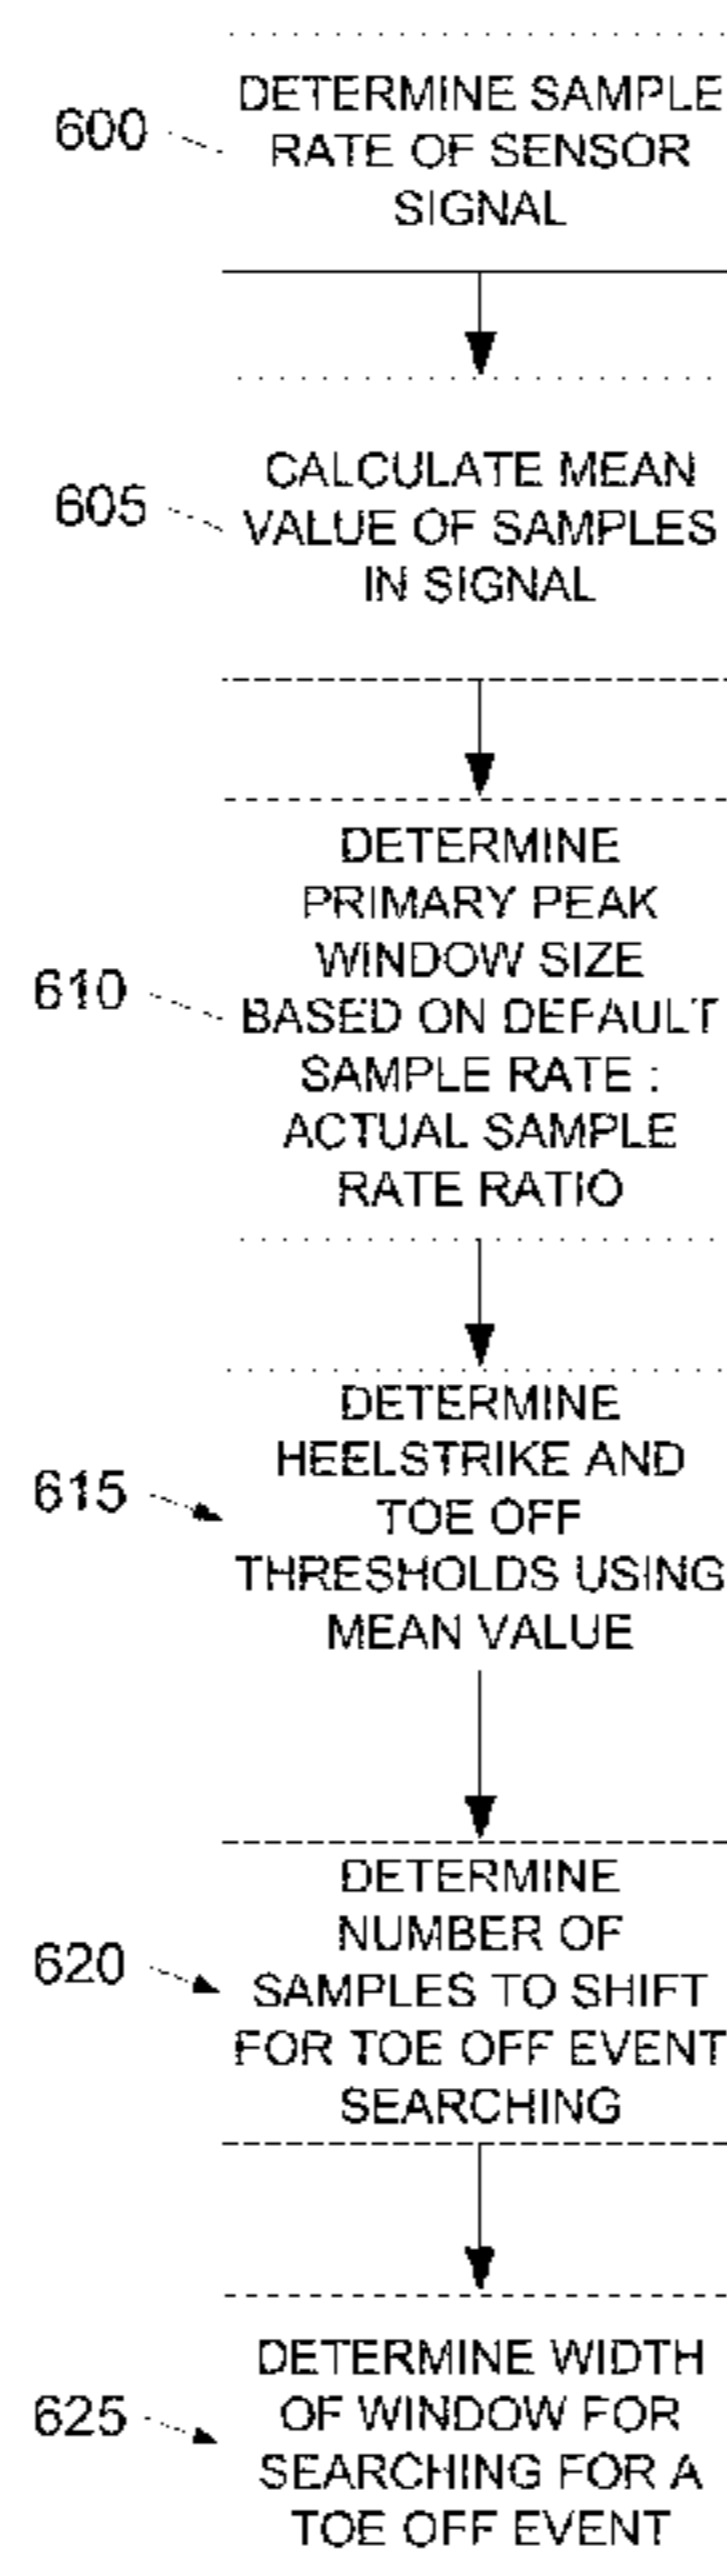 600
DETERMINE SAMPLE
RATE OF SENSOR
SIGNAL
605
CALCULATE MEAN
VALUE OF SAMPLES
IN SIGNAL
610
DETERMINE
PRIMARY PEAK
WINDOW SIZE
BASED ON DEFAULT
SAMPLE RATE :
ACTUAL SAMPLE
RATE RATIO
615
DETERMINE
HEELSTRIKE AND
TOE OFF
THRESHOLDS USING
MEAN VALUE
620
DETERMINE
NUMBER OF
SAMPLES TO SHIFT
FOR TOE OFF EVENT
SEARCHING
625
DETERMINE WIDTH
OF WINDOW FOR
SEARCHING FOR A
TOE OFF EVENT